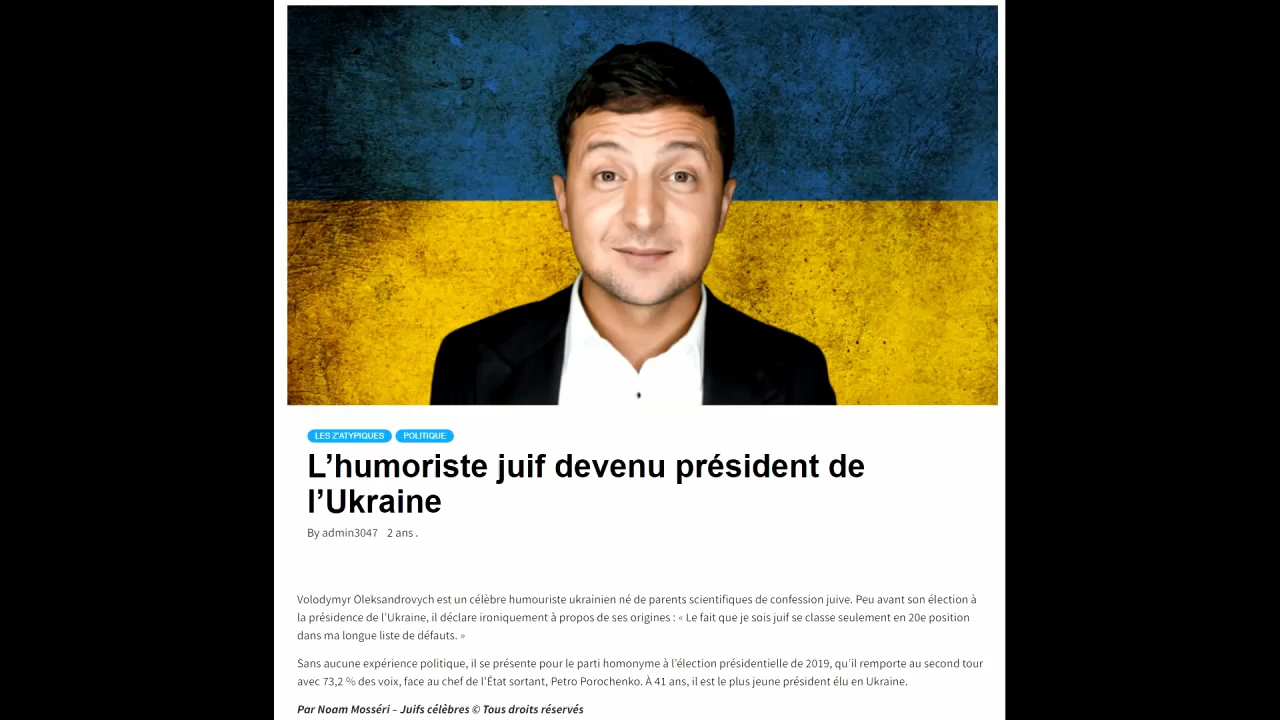 LES Z'ATYPIQUES POLITIQUE
L’humoriste juif devenu président de
l’Ukraine
By admin3047 2 ans .
Volodymyr Oleksandrovych est un célèbre humouriste ukrainien né de parents scientifiques de confession juive. Peu avant son élection à
la présidence de l’Ukraine, il déclare ironiquement à propos de ses origines : « Le fait que je sois juif se classe seulement en 20e position
dans ma longue liste de défauts. »
Sans aucune expérience politique, il se présente pour le parti homonyme à l’élection présidentielle de 2019, qu’il remporte au second tour
avec 73,2 % des voix, face au chef de l’État sortant, Petro Porochenko. À 41 ans, il est le plus jeune président élu en Ukraine.
Par Noam Mosséri – Juifs célèbres © Tous droits réservés